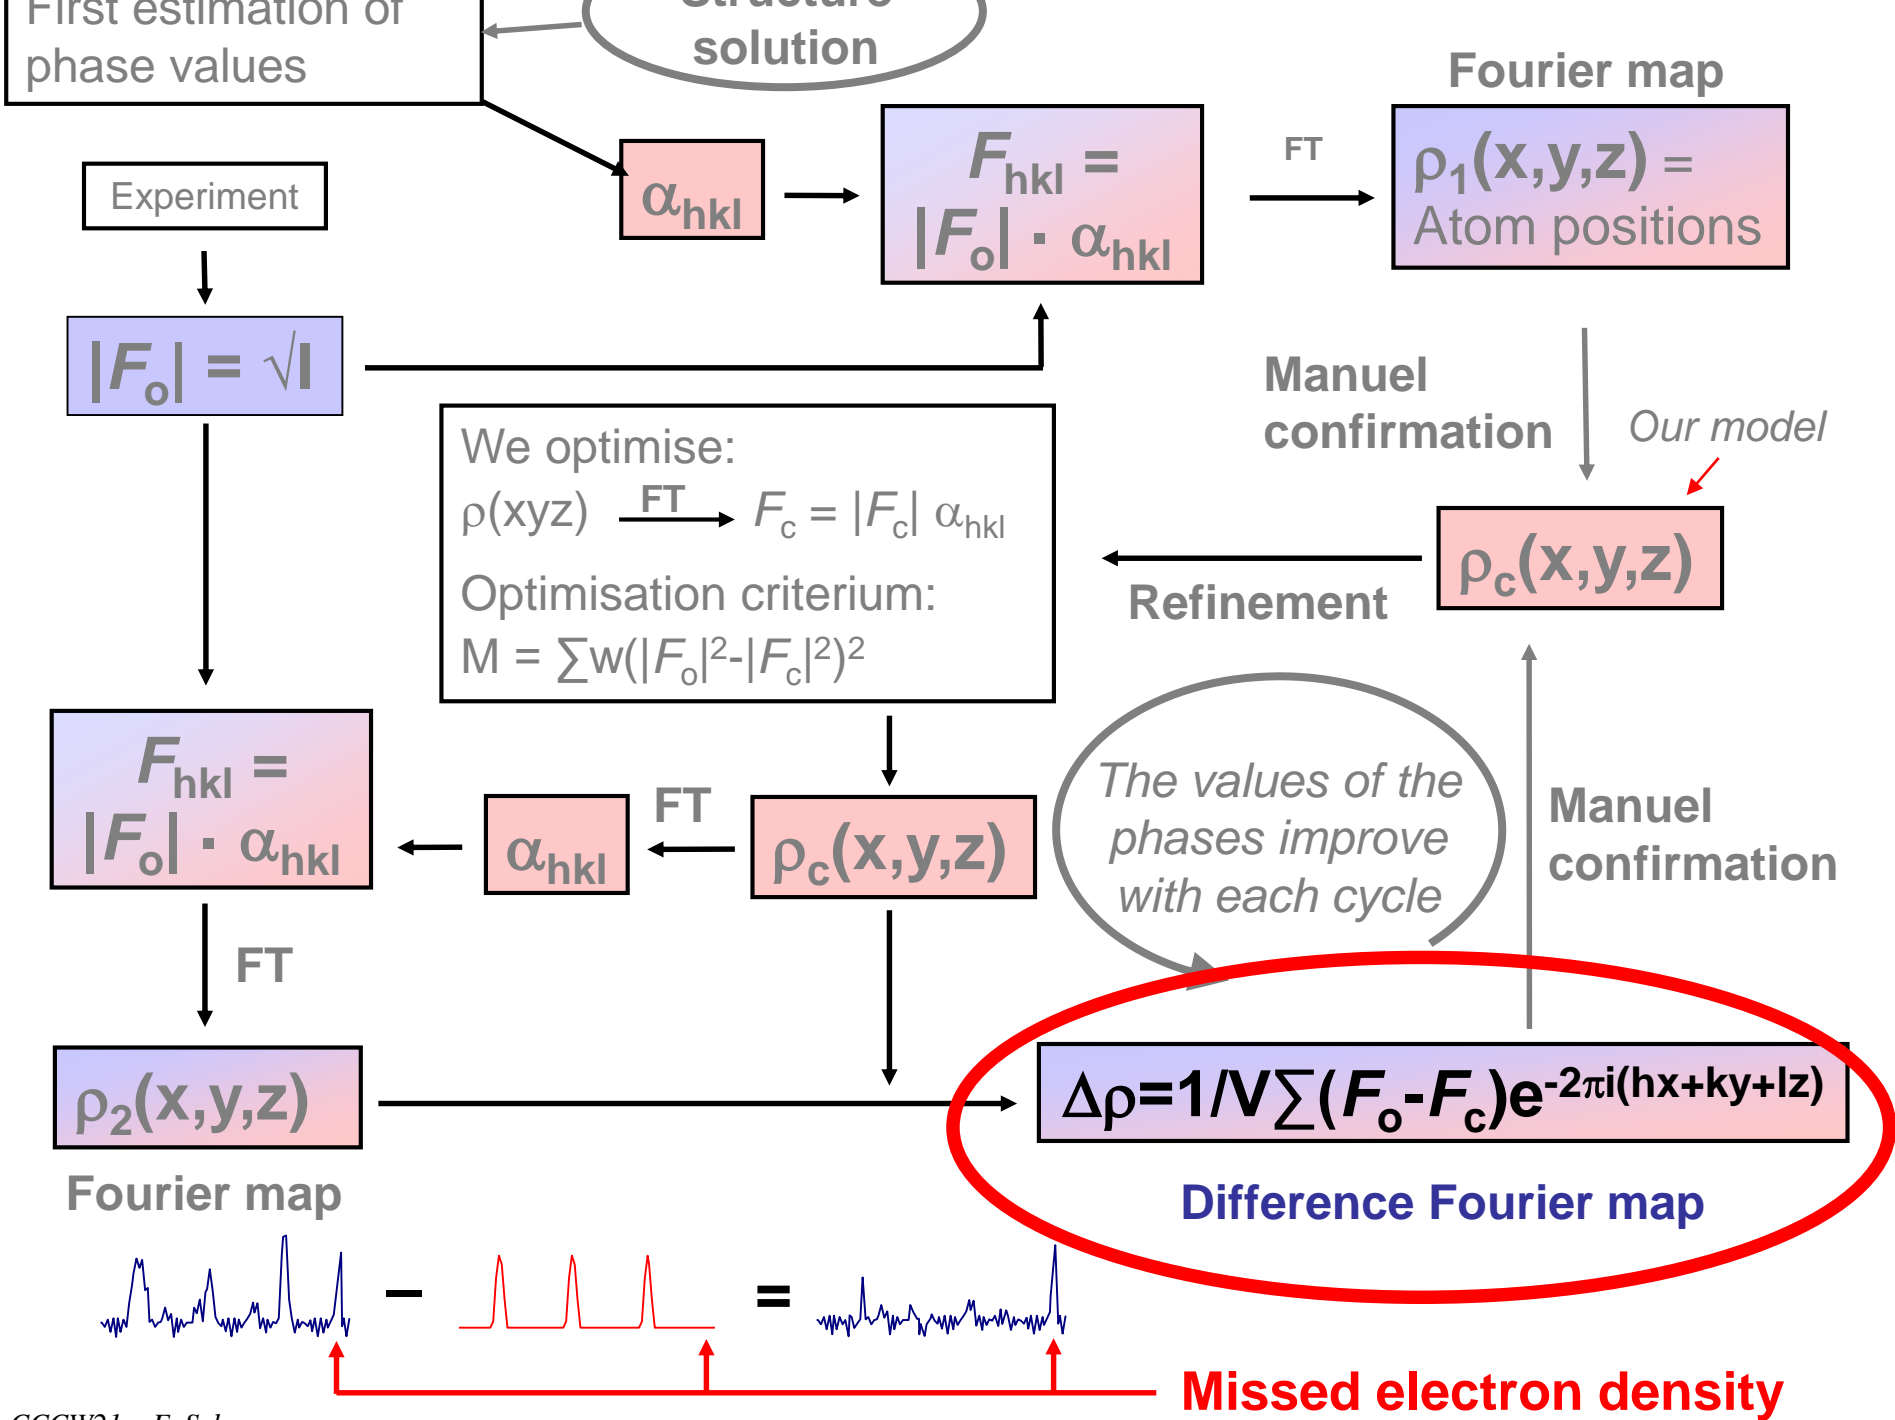 First estimation of
phase values
Structure
solution
Fourier map
Experiment
αhkl
Fhkl =
|Fo| · αhkl
FT
ρ1(x,y,z) =
Atom positions
|Fo| = √I
Manuel
confirmation
Our model
We optimise:
ρ(xyz) FT Fc = |Fc| αhkl
Optimisation criterium:
M = ∑w(|Fo|²-|Fc|²)²
Refinement
ρc(x,y,z)
Fhkl =
|Fo| · αhkl
αhkl
FT
ρc(x,y,z)
The values of the
phases improve
with each cycle
Manuel
confirmation
FT
ρ2(x,y,z)
Δρ=1/V∑(Fo-Fc)e-2πi(hx+ky+lz)
Fourier map
Difference Fourier map
– =
Missed electron density